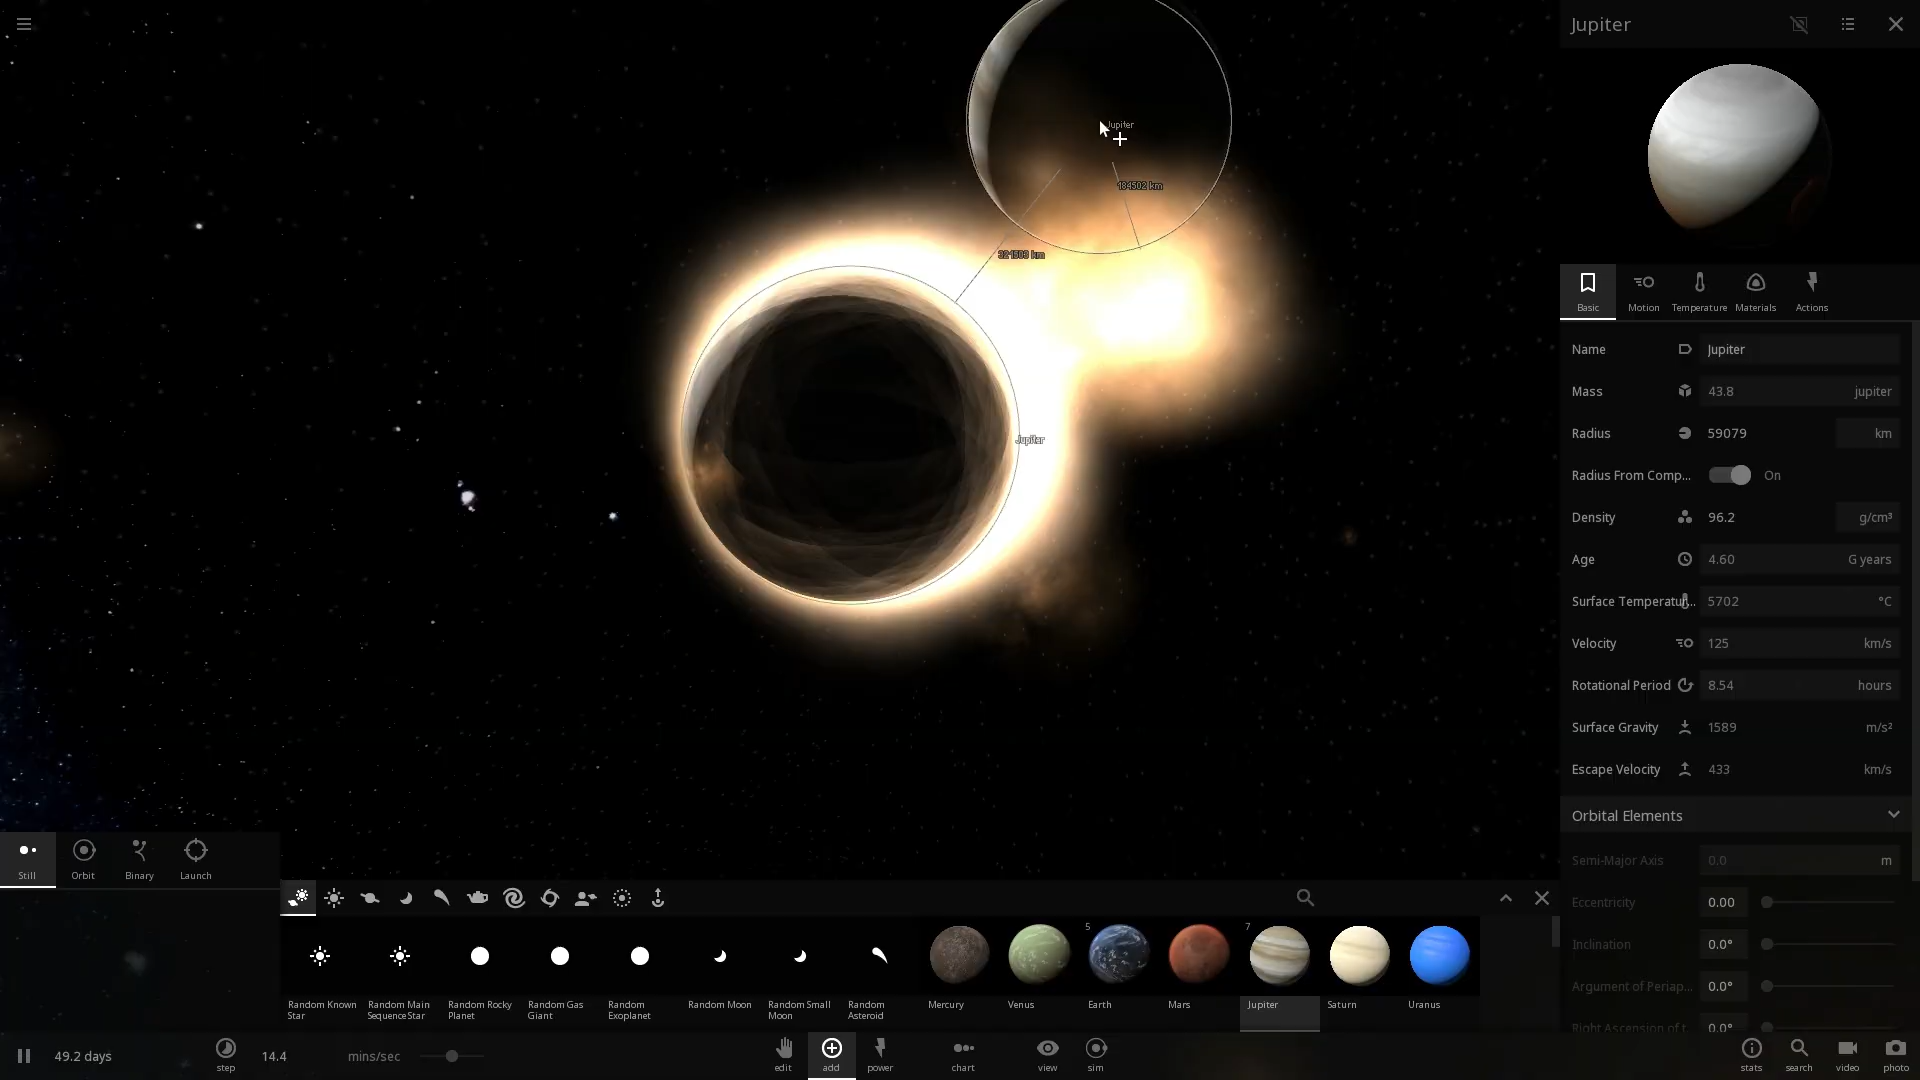 Jupiter
Jupiter
184502 km
Jupiter
Basic
Motion
Temperature
Materials
Actions
Name
Jupiter
Mass
43.8
jupiter
Radius
59079
km
Radius From Comp...
On
Density
96.2
g/cm³
Age
4.60
G years
Surface Temperatur...
5702
°C
Velocity
125
km/s
Rotational Period
8.54
hours
Surface Gravity
1589
m/s²
Escape Velocity
433
km/s
Orbital Elements
Semi-Major Axis
0.0
m
Eccentricity
0.00
Inclination
0.0°
Argument of Periap...
0.0°
Right Ascension of t...
0.0°
Still
Orbit
Binary
Launch
5
7
Random Known
Star
Random Main
Sequence Star
Random Rocky
Planet
Random Gas
Giant
Random
Exoplanet
Random Moon
Random Small
Moon
Random
Asteroid
Mercury
Venus
Earth
Mars
Jupiter
Saturn
Uranus
49.2 days
step
14.4
mins/sec
edit
add
power
chart
view
sim
stats
search
video
photo